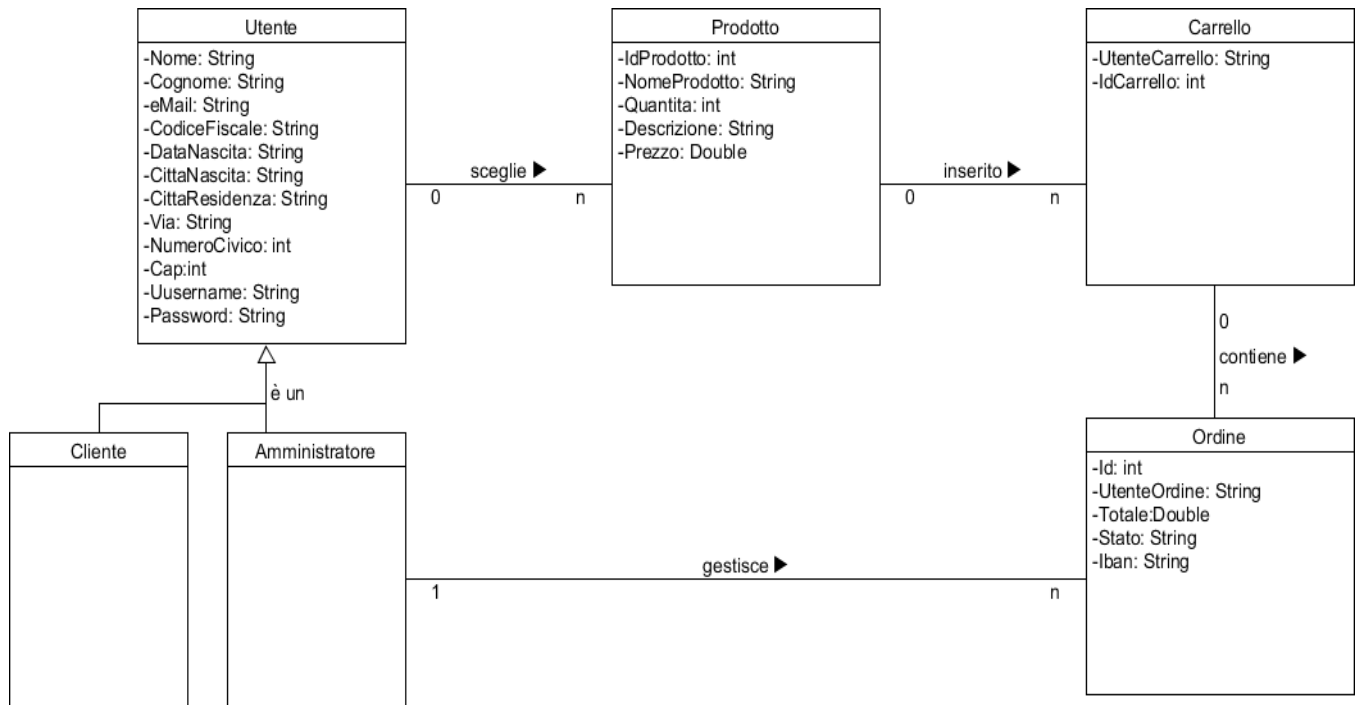 Utente
-Nome: String
-Cognome: String
-eMail: String
-CodiceFiscale: String
-DataNascita: String
-CittaNascita: String
-CittaResidenza: String
-Via: String
-NumeroCivico: int
-Cap:int
-Uusername: String
-Password: String
sceglie ▶
0
n
Prodotto
-IdProdotto: int
-NomeProdotto: String
-Quantita: int
-Descrizione: String
-Prezzo: Double
inserito ▶
0
n
Carrello
-UtenteCarrello: String
-IdCarrello: int
0
contiene ▶
n
è un
Cliente
Amministratore
gestisce ▶
1
n
Ordine
-Id: int
-UtenteOrdine: String
-Totale:Double
-Stato: String
-Iban: String